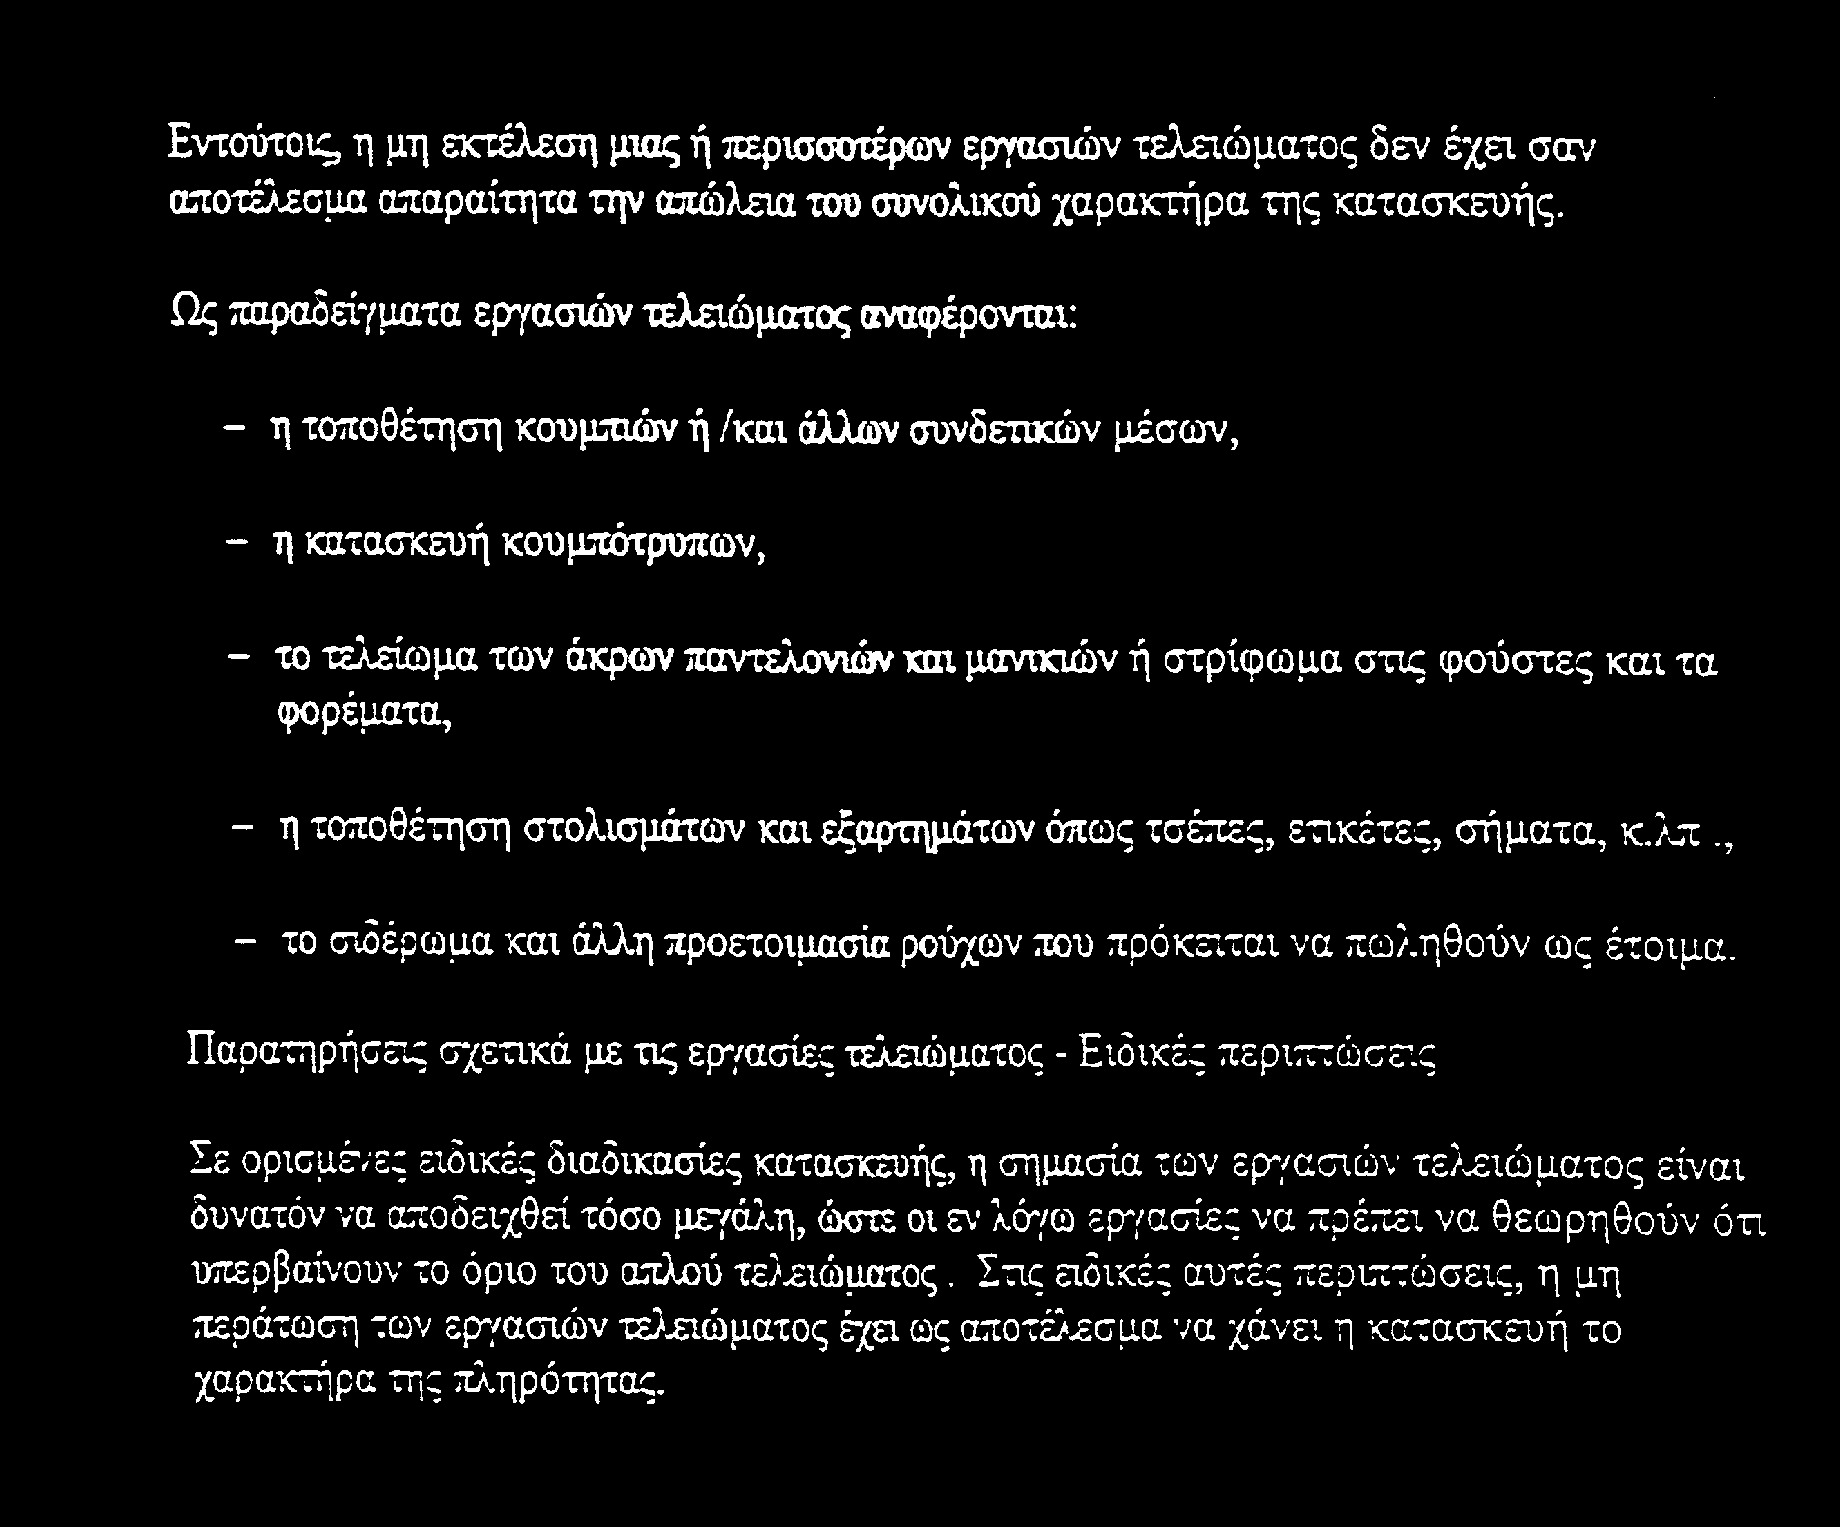 Εντούτοις, η μη εκτέλεση μιας ή περισσοτέρων εργασιών τελειώματος δεν έχει σαν
αποτέλεσμα απαραίτητα την απώλεια του συνολικού χαρακτήρα της κατασκευής.
Ως παραδείγματα εργασιών τελειώματος αναφέρονται:
– η τοποθέτηση κουμπιών ή /και άλλων συνδετικών μέσων,
– η κατασκευή κουμπότρυπων,
– το τελείωμα των άκρων παντελονιών και μανικιών ή στρίφωμα στις φούστες και τα
φορέματα,
– η τοποθέτηση στολισμάτων και εξαρτημάτων όπως τσέπες, ετικέτες, σήματα, κ.λπ .,
– το σιδέρωμα και άλλη προετοιμασία ρούχων που πρόκειται να πωληθούν ως έτοιμα.
Παρατηρήσεις σχετικά με τις εργασίες τελειώματος - Ειδικές περιπτώσεις
Σε ορισμένες ειδικές διαδικασίες κατασκευής, η σημασία των εργασιών τελειώματος είναι
δυνατόν να αποδειχθεί τόσο μεγάλη, ώστε οι εν λόγω εργασίες να πρέπει να θεωρηθούν ότι
υπερβαίνουν το όριο του απλού τελειώματος. Στις ειδικές αυτές περιπτώσεις, η μη
περάτωση των εργασιών τελειώματος έχει ως αποτέλεσμα να χάνει η κατασκευή το
χαρακτήρα της πληρότητας.